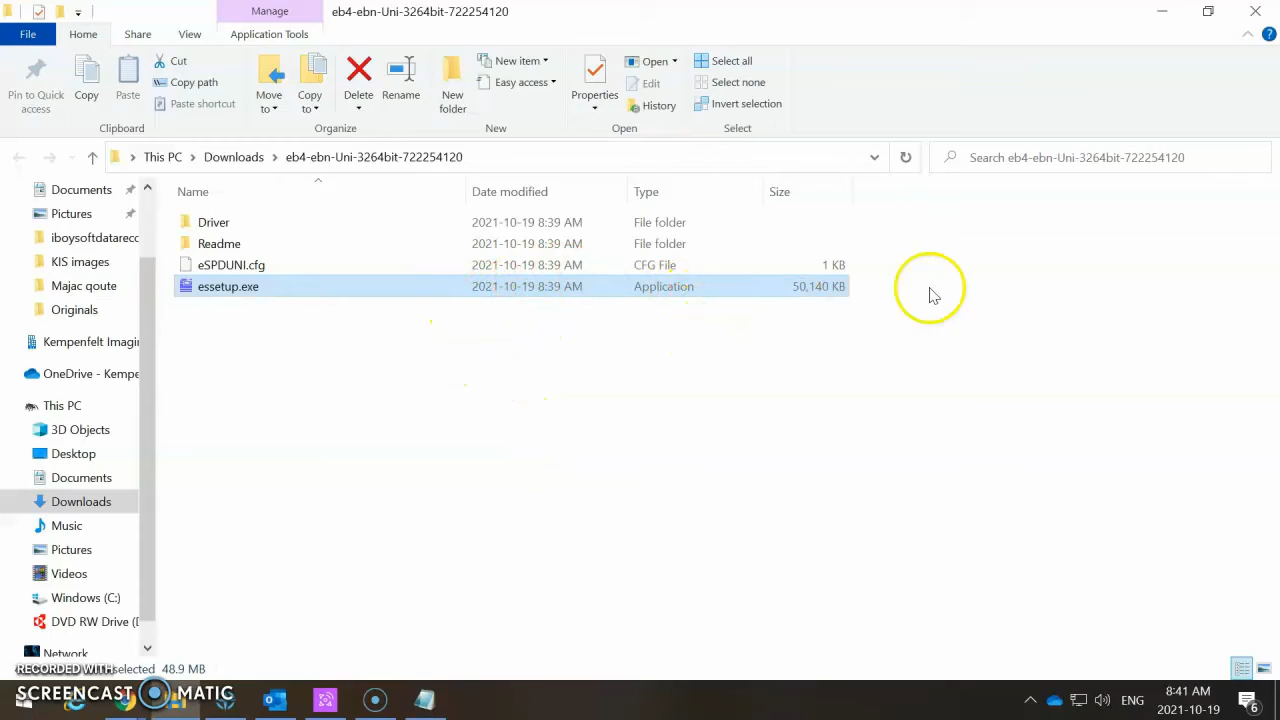 Manage
eb4-ebn-Uni-3264bit-722254120
File
Home
Share
View
Application Tools
Pin to Quick access
Copy
Paste
Cut
Copy path
Paste shortcut
Clipboard
Move to
Copy to
Delete
Rename
Organize
New folder
New item
Easy access
New
Properties
Open
Edit
History
Open
Select all
Select none
Invert selection
Select
This PC
Downloads
eb4-ebn-Uni-3264bit-722254120
Search eb4-ebn-Uni-3264bit-722254120
Name Date modified Type Size
Driver 2021-10-19 8:39 AM File folder
Readme 2021-10-19 8:39 AM File folder
eSPDUNI.cfg 2021-10-19 8:39 AM CFG File 1 KB
essetup.exe 2021-10-19 8:39 AM Application 50,140 KB
Documents
Pictures
iboysoftdatareco
KIS images
Majac qoute
Originals
Kempenfelt Imagin
OneDrive - Kempe
This PC
3D Objects
Desktop
Documents
Downloads
Music
Pictures
Videos
Windows (C:)
DVD RW Drive (D
Network
selected 48.9 MB
RECORDED WITH
SCREENCAST MATIC
ENG
8:41 AM
2021-10-19
6